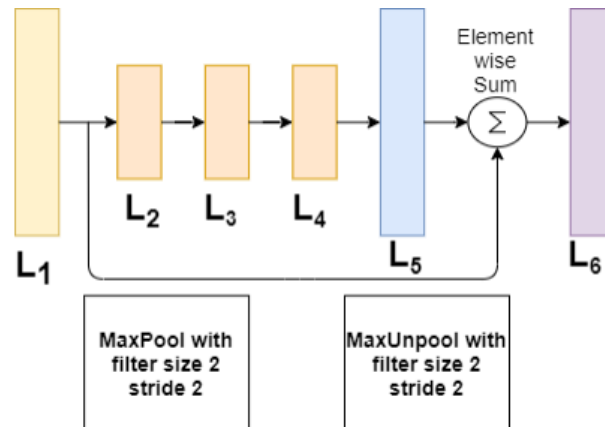 Element
wise
Sum
Σ
L₁
L₂
L₃
L₄
L₅
L₆
MaxPool with
filter size 2
stride 2
MaxUnpool with
filter size 2
stride 2